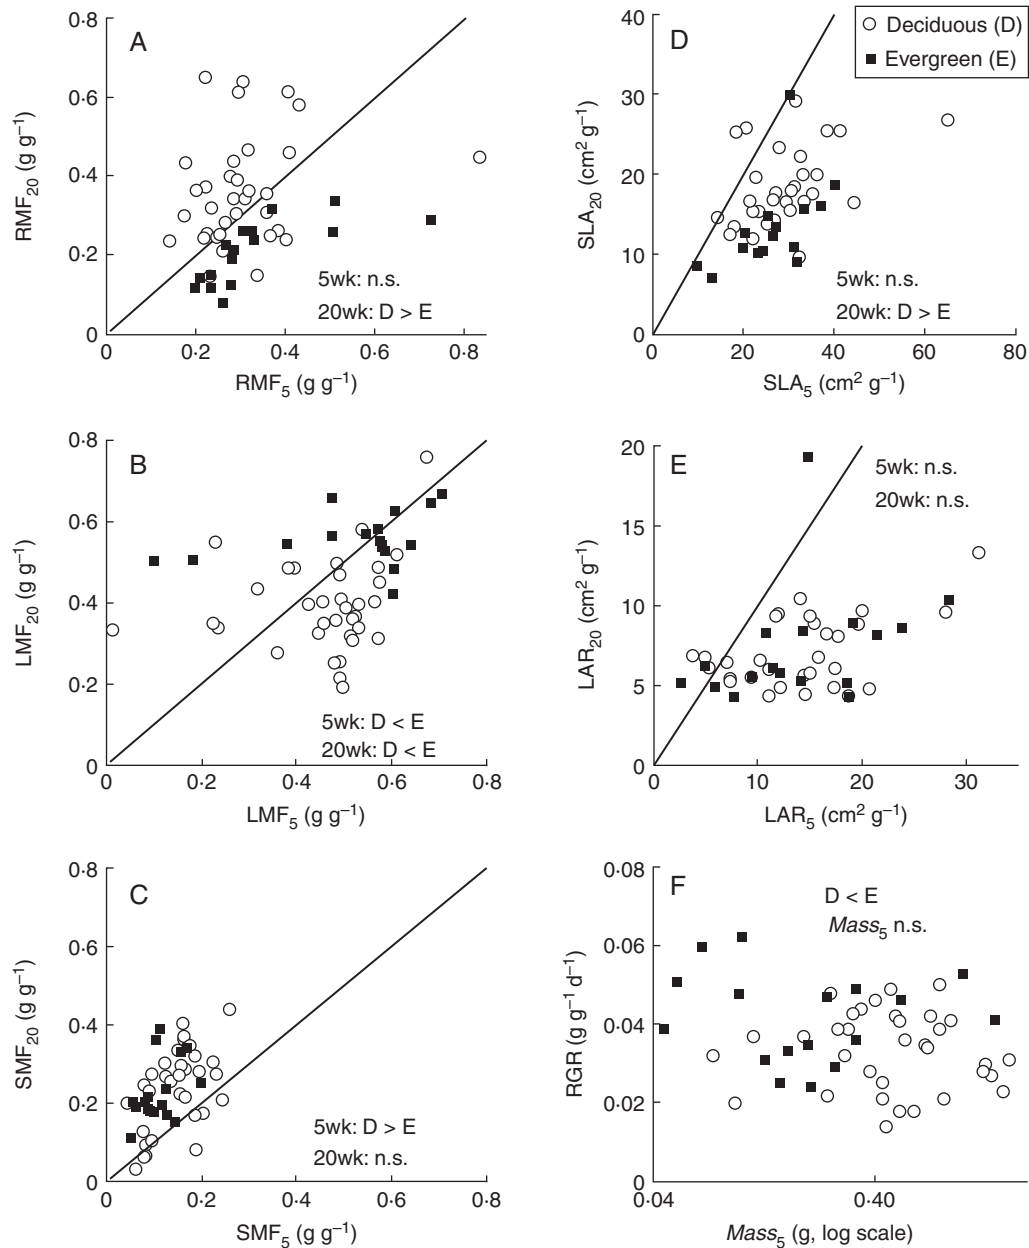 A
0·8
0·6
0·4
0·2
0
RMF20 (g g–1)
5wk: n.s.
20wk: D > E
0
0·2
0·4
0·6
0·8
RMF5 (g g–1)
D
Deciduous (D)
Evergreen (E)
40
30
20
10
0
SLA20 (cm2 g–1)
5wk: n.s.
20wk: D > E
0
20
40
60
80
SLA5 (cm2 g–1)
B
0·8
0·6
0·4
0·2
0
LMF20 (g g–1)
5wk: D < E
20wk: D < E
0
0·2
0·4
0·6
0·8
LMF5 (g g–1)
E
20
15
10
5
0
LAR20 (cm2 g–1)
5wk: n.s.
20wk: n.s.
0
10
20
30
LAR5 (cm2 g–1)
C
0·8
0·6
0·4
0·2
0
SMF20 (g g–1)
5wk: D > E
20wk: n.s.
0
0·2
0·4
0·6
0·8
SMF5 (g g–1)
F
0·08
0·06
0·04
0·02
0
RGR (g g–1 d–1)
D < E
Mass5 n.s.
0.04
0.40
Mass5 (g, log scale)